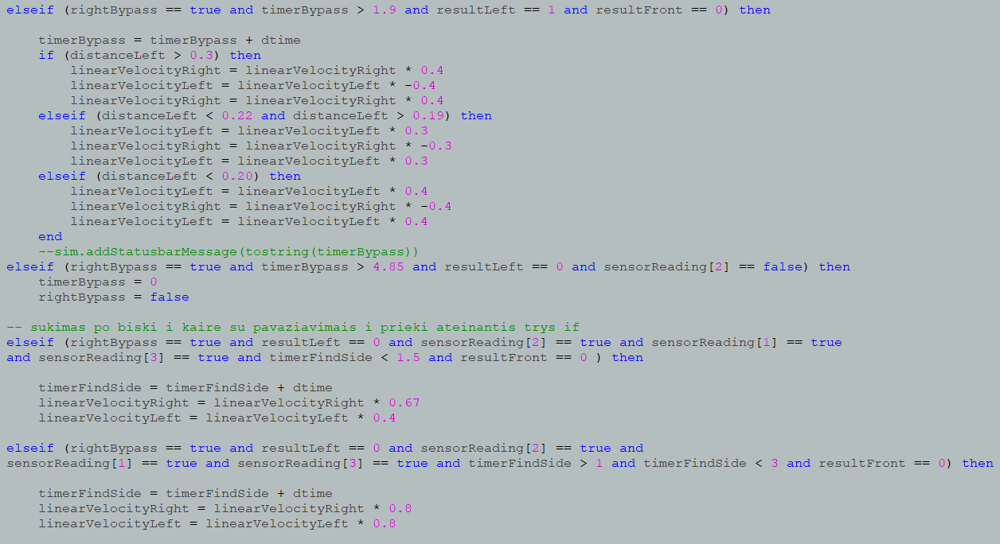 elseif (rightBypass == true and timerBypass > 1.9 and resultLeft == 1 and resultFront == 0) then
timerBypass = timerBypass + dtime
if (distanceLeft > 0.3) then
linearVelocityRight = linearVelocityRight * 0.4
linearVelocityLeft = linearVelocityLeft * -0.4
linearVelocityRight = linearVelocityRight * 0.4
elseif (distanceLeft < 0.22 and distanceLeft > 0.19) then
linearVelocityLeft = linearVelocityLeft * 0.3
linearVelocityRight = linearVelocityRight * -0.3
linearVelocityLeft = linearVelocityLeft * 0.3
elseif (distanceLeft < 0.20) then
linearVelocityLeft = linearVelocityLeft * 0.4
linearVelocityRight = linearVelocityRight * -0.4
linearVelocityLeft = linearVelocityLeft * 0.4
end
--sim.addStatusbarMessage(tostring(timerBypass))
elseif (rightBypass == true and timerBypass > 4.85 and resultLeft == 0 and sensorReading[2] == false) then
timerBypass = 0
rightBypass = false
-- sukimas po biski i kaire su pavaziavimais i prieki ateinantis trys if
elseif (rightBypass == true and resultLeft == 0 and sensorReading[2] == true and sensorReading[1] == true
and sensorReading[3] == true and timerFindSide < 1.5 and resultFront == 0 ) then
timerFindSide = timerFindSide + dtime
linearVelocityRight = linearVelocityRight * 0.67
linearVelocityLeft = linearVelocityLeft * 0.4
elseif (rightBypass == true and resultLeft == 0 and sensorReading[2] == true and
sensorReading[1] == true and sensorReading[3] == true and timerFindSide > 1 and timerFindSide < 3 and resultFront == 0) then
timerFindSide = timerFindSide + dtime
linearVelocityRight = linearVelocityRight * 0.8
linearVelocityLeft = linearVelocityLeft * 0.8